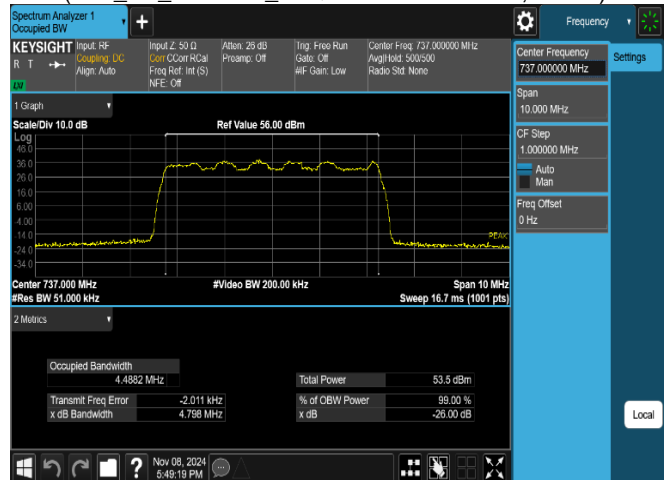 Spectrum Analyzer 1
Occupied BW
+
Frequency
KEYSIGHT
R T
LXI
Input: RF
Coupling: DC
Align: Auto
Input Z: 50 Ω
Corr CCorr RCal
Freq Ref: Int (S)
NFE: Off
Atten: 26 dB
Preamp: Off
Trig: Free Run
Gate: Off
#IF Gain: Low
Center Freq: 737.000000 MHz
Avg|Hold: 500/500
Radio Std: None
Center Frequency
737.000000 MHz
Settings
Span
10.000 MHz
CF Step
1.000000 MHz
Auto
Man
Freq Offset
0 Hz
1 Graph
Scale/Div 10.0 dB
Ref Value 56.00 dBm
Log
46.0
36.0
26.0
16.0
6.00
-4.00
-14.0
-24.0
-34.0
PEAK
Center 737.000 MHz
#Video BW 200.00 kHz
Span 10 MHz
#Res BW 51.000 kHz
Sweep 16.7 ms (1001 pts)
2 Metrics
Occupied Bandwidth
4.4882 MHz
Total Power
53.5 dBm
Transmit Freq Error
-2.011 kHz
% of OBW Power
99.00 %
x dB Bandwidth
4.798 MHz
x dB
-26.00 dB
Local
?
Nov 08, 2024
5:49:19 PM